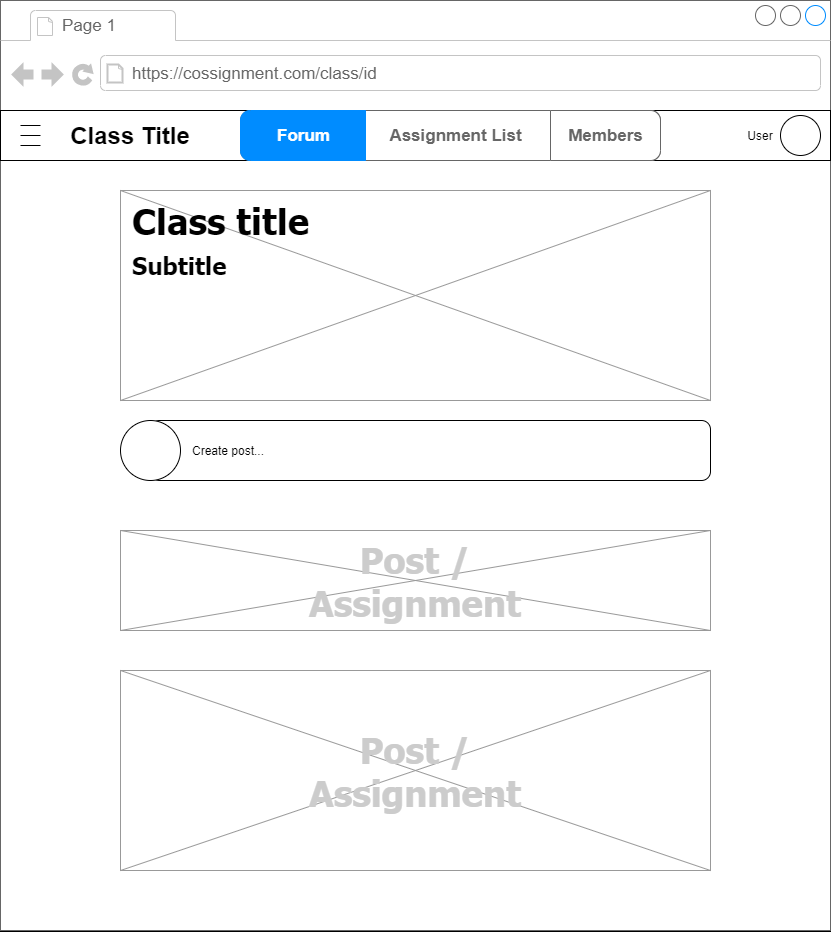 Page 1
https://cossignment.com/class/id
Class Title
Forum
Assignment List
Members
User
Class title
Subtitle
Create post...
Post /
Assignment
Post /
Assignment